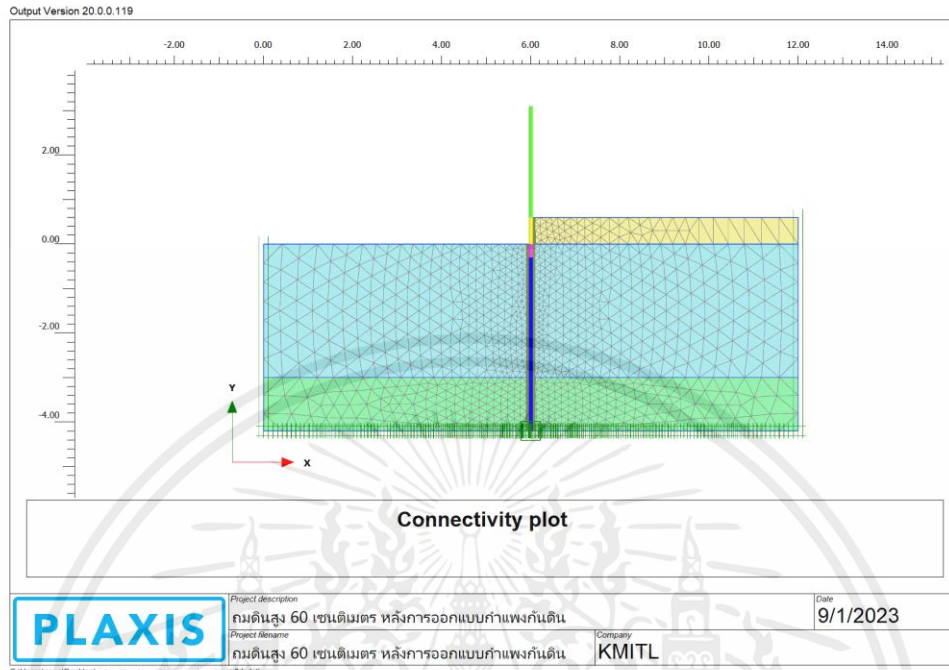 Output Version 20.0.0.119
-2.00 0.00 2.00 4.00 6.00 8.00 10.00 12.00 14.00
2.00
0.00
-2.00
-4.00
Y
X
Connectivity plot
PLAXIS
Project description
ถมดินสูง 60 เซนติเมตร หลังการออกแบบกำแพงกันดิน
Date
9/1/2023
Project filename
ถมดินสูง 60 เซนติเมตร หลังการออกแบบกำแพงกันดิน
Company
KMITL